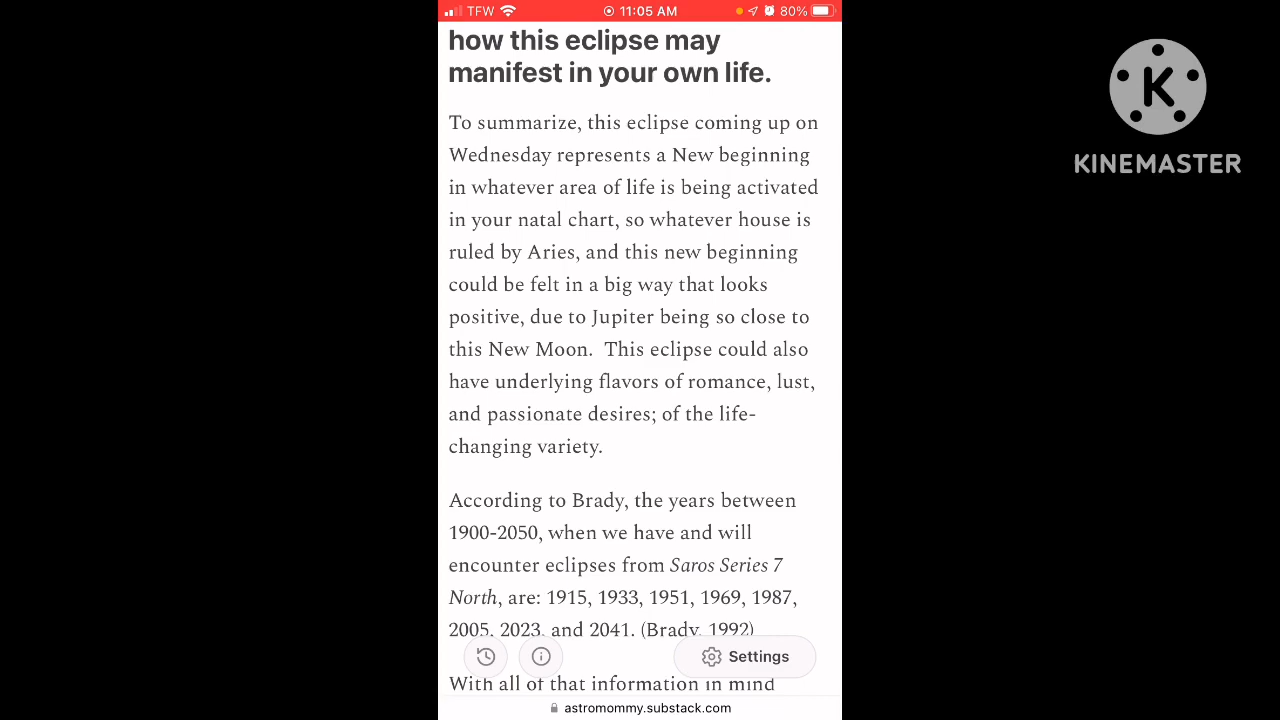 TFW 11:05 AM 80%
how this eclipse may
manifest in your own life.
To summarize, this eclipse coming up on
Wednesday represents a New beginning
in whatever area of life is being activated
in your natal chart, so whatever house is
ruled by Aries, and this new beginning
could be felt in a big way that looks
positive, due to Jupiter being so close to
this New Moon.  This eclipse could also
have underlying flavors of romance, lust,
and passionate desires; of the life-
changing variety.
According to Brady, the years between
1900-2050, when we have and will
encounter eclipses from Saros Series 7
North, are: 1915, 1933, 1951, 1969, 1987,
2005, 2023, and 2041. (Brady, 1992)
Settings
With all of that information in mind
astromommy.substack.com
K
KINEMASTER